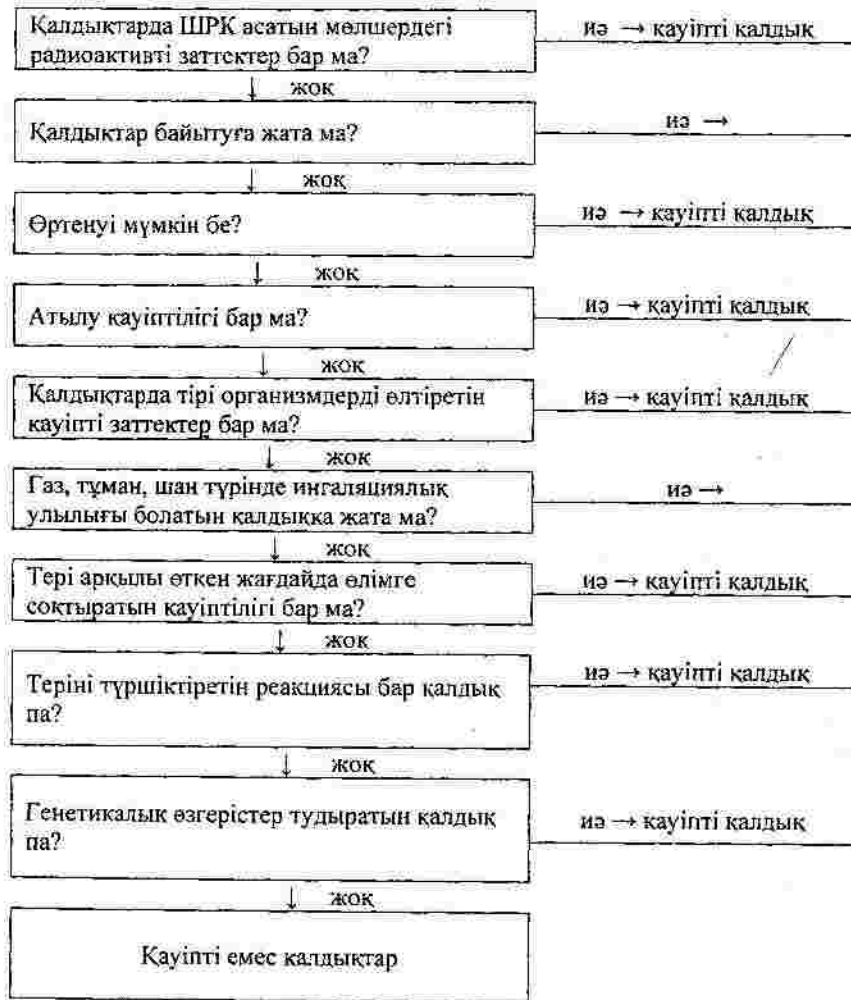 Қалдықтарда ШРК асатын мөлшердегі
радиоактивті заттектер бар ма?
иә → қауіпті қалдық
↓ жоқ
Қалдықтар байытуға жата ма?
иә →
↓ жоқ
Өртенуі мүмкін бе?
иә → қауіпті қалдық
↓ жоқ
Атылу қауіптілігі бар ма?
иә → қауіпті қалдық
↓ жоқ
Қалдықтарда тірі организмдерді өлтіретін
қауіпті заттектер бар ма?
иә → қауіпті қалдық
↓ жоқ
Газ, тұман, шаң түрінде ингаляциялық
улылығы болатын қалдыққа жата ма?
иә →
↓ жоқ
Тері арқылы өткен жағдайда өлімге
соқтыратын қауіптілігі бар ма?
иә → қауіпті қалдық
↓ жоқ
Теріні түршіктіретін реакциясы бар қалдық
па?
иә → қауіпті қалдық
↓ жоқ
Генетикалық өзгерістер тудыратын қалдық
па?
иә → қауіпті қалдық
↓ жоқ
Қауіпті емес қалдықтар